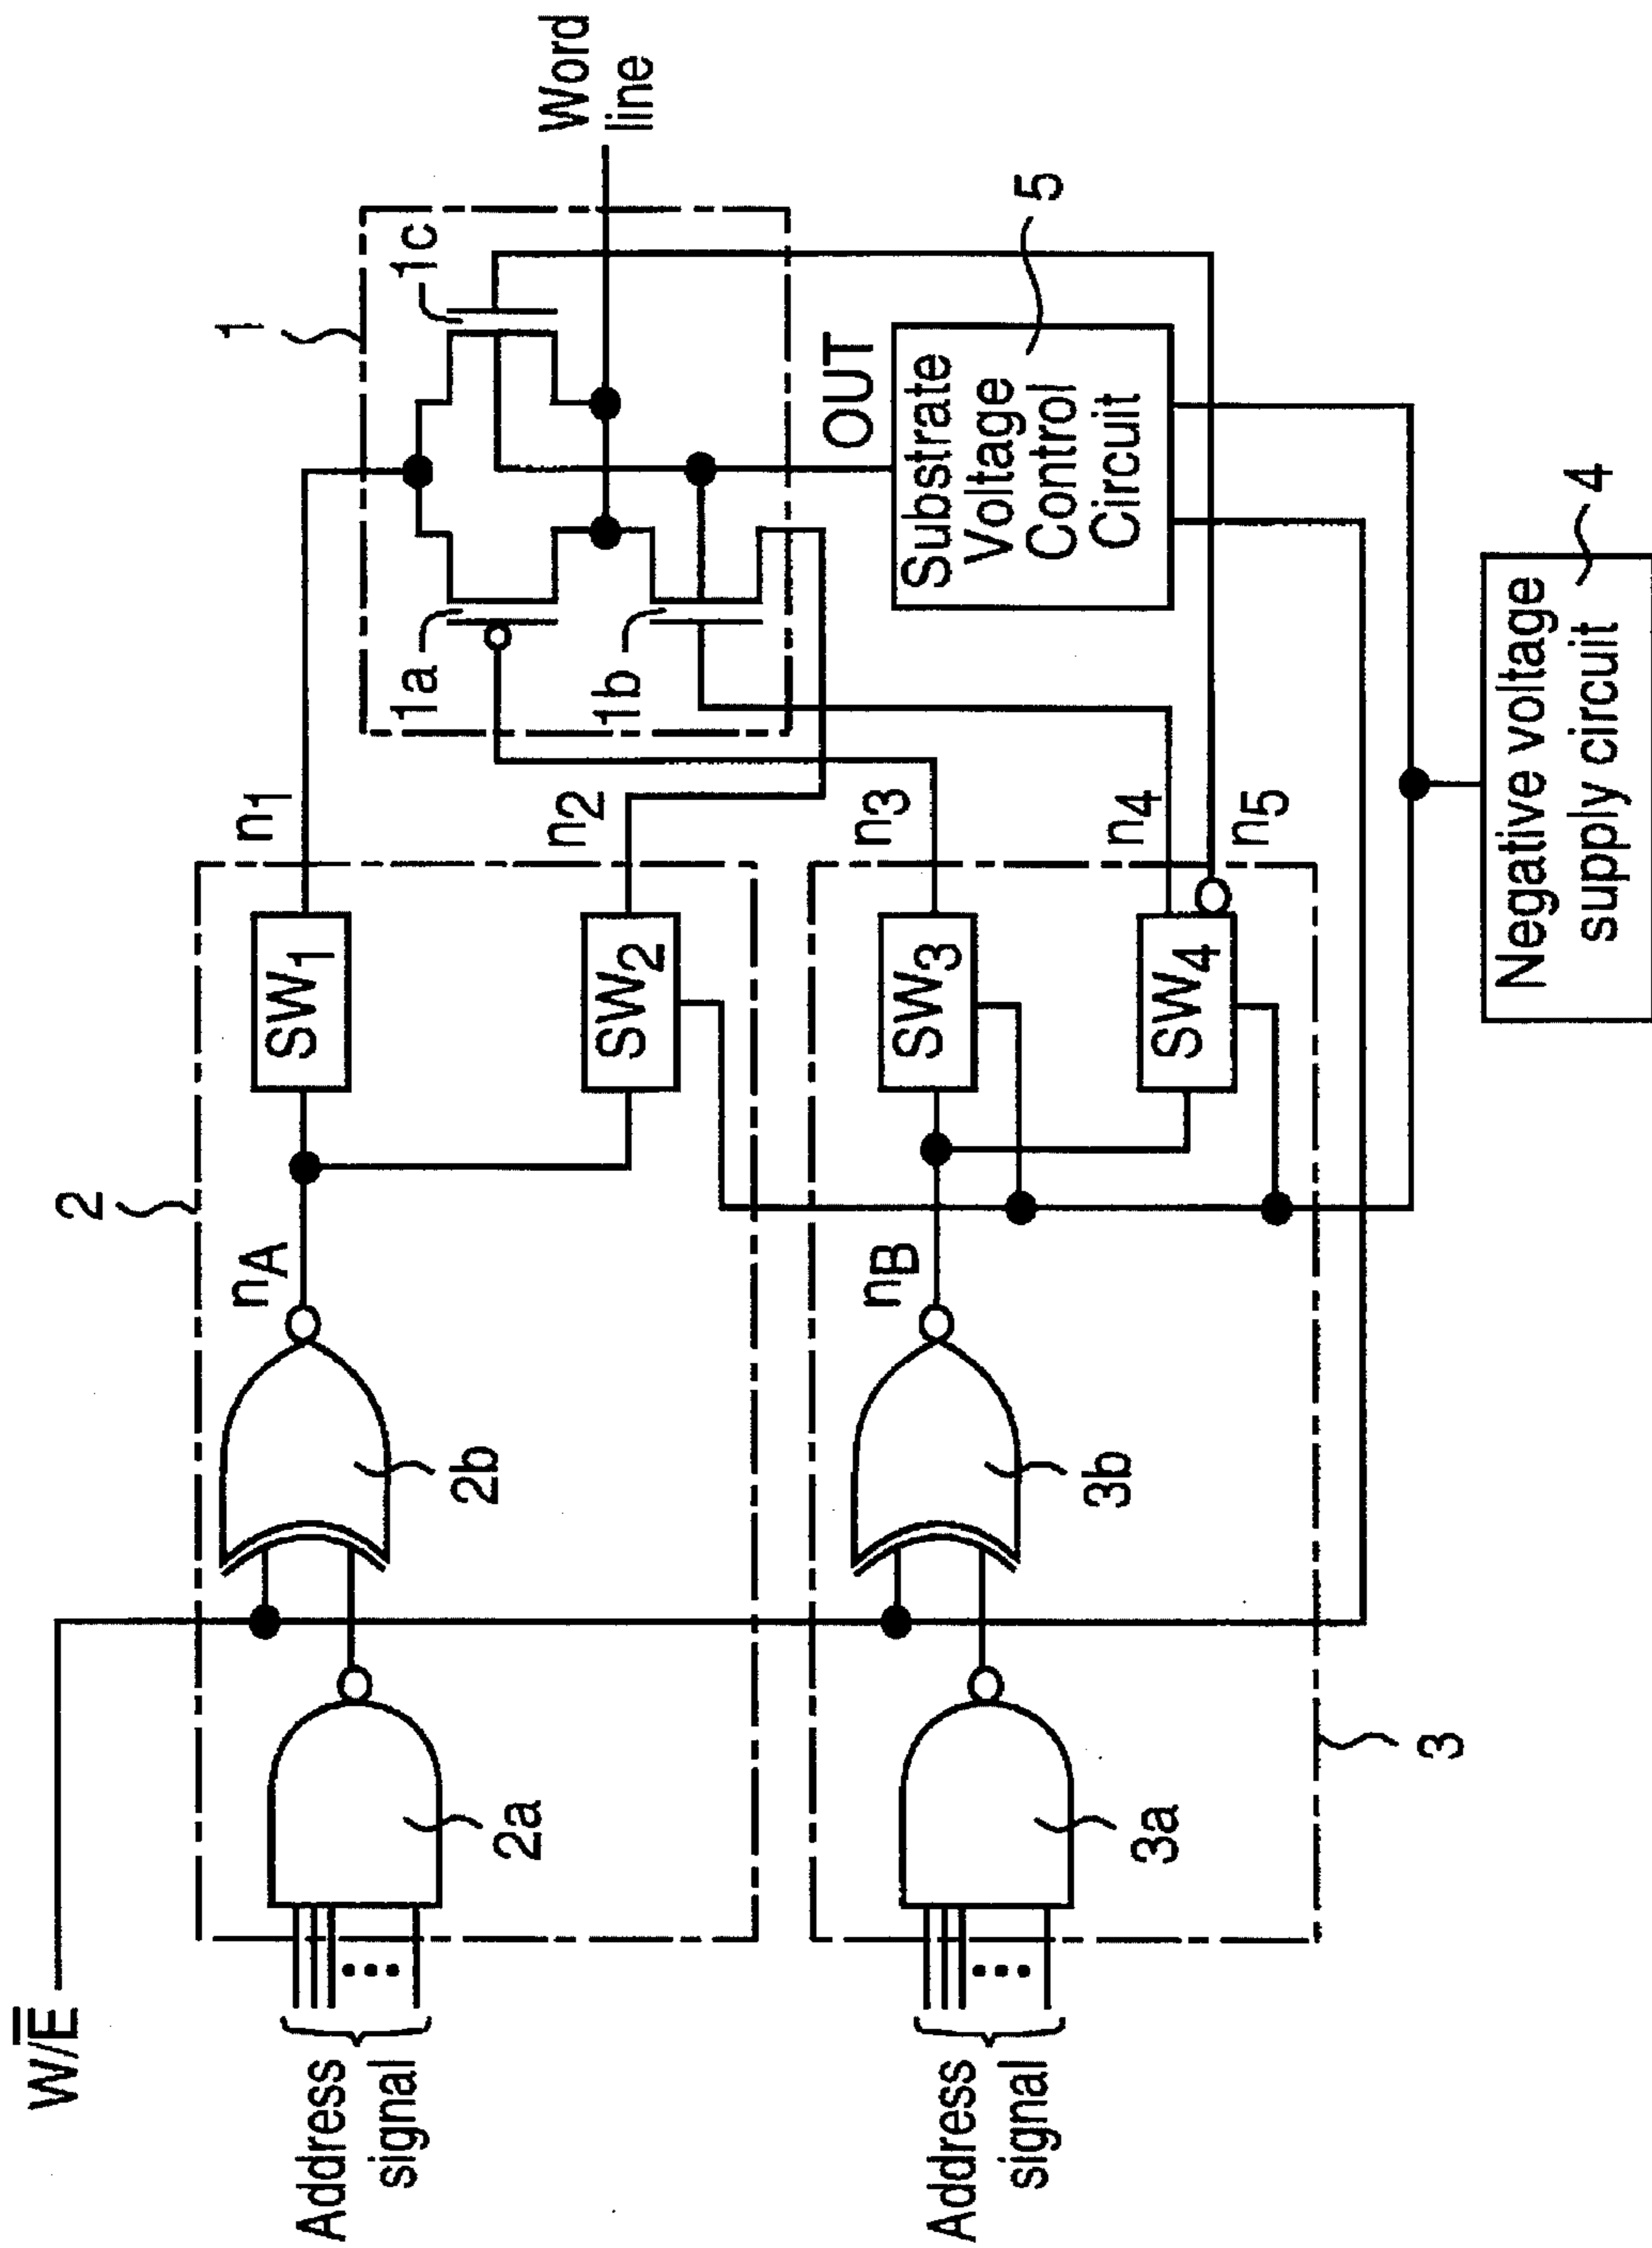 W/E̅
Address
signal
2a
2b
2
nA
SW1
SW2
n1
n2
Address
signal
3a
3b
3
nB
SW3
SW4
n3
n4
n5
1
1a
1b
1c
Word
line
OUT
Substrate
Voltage
Control
Circuit
5
Negative voltage
supply circuit
4